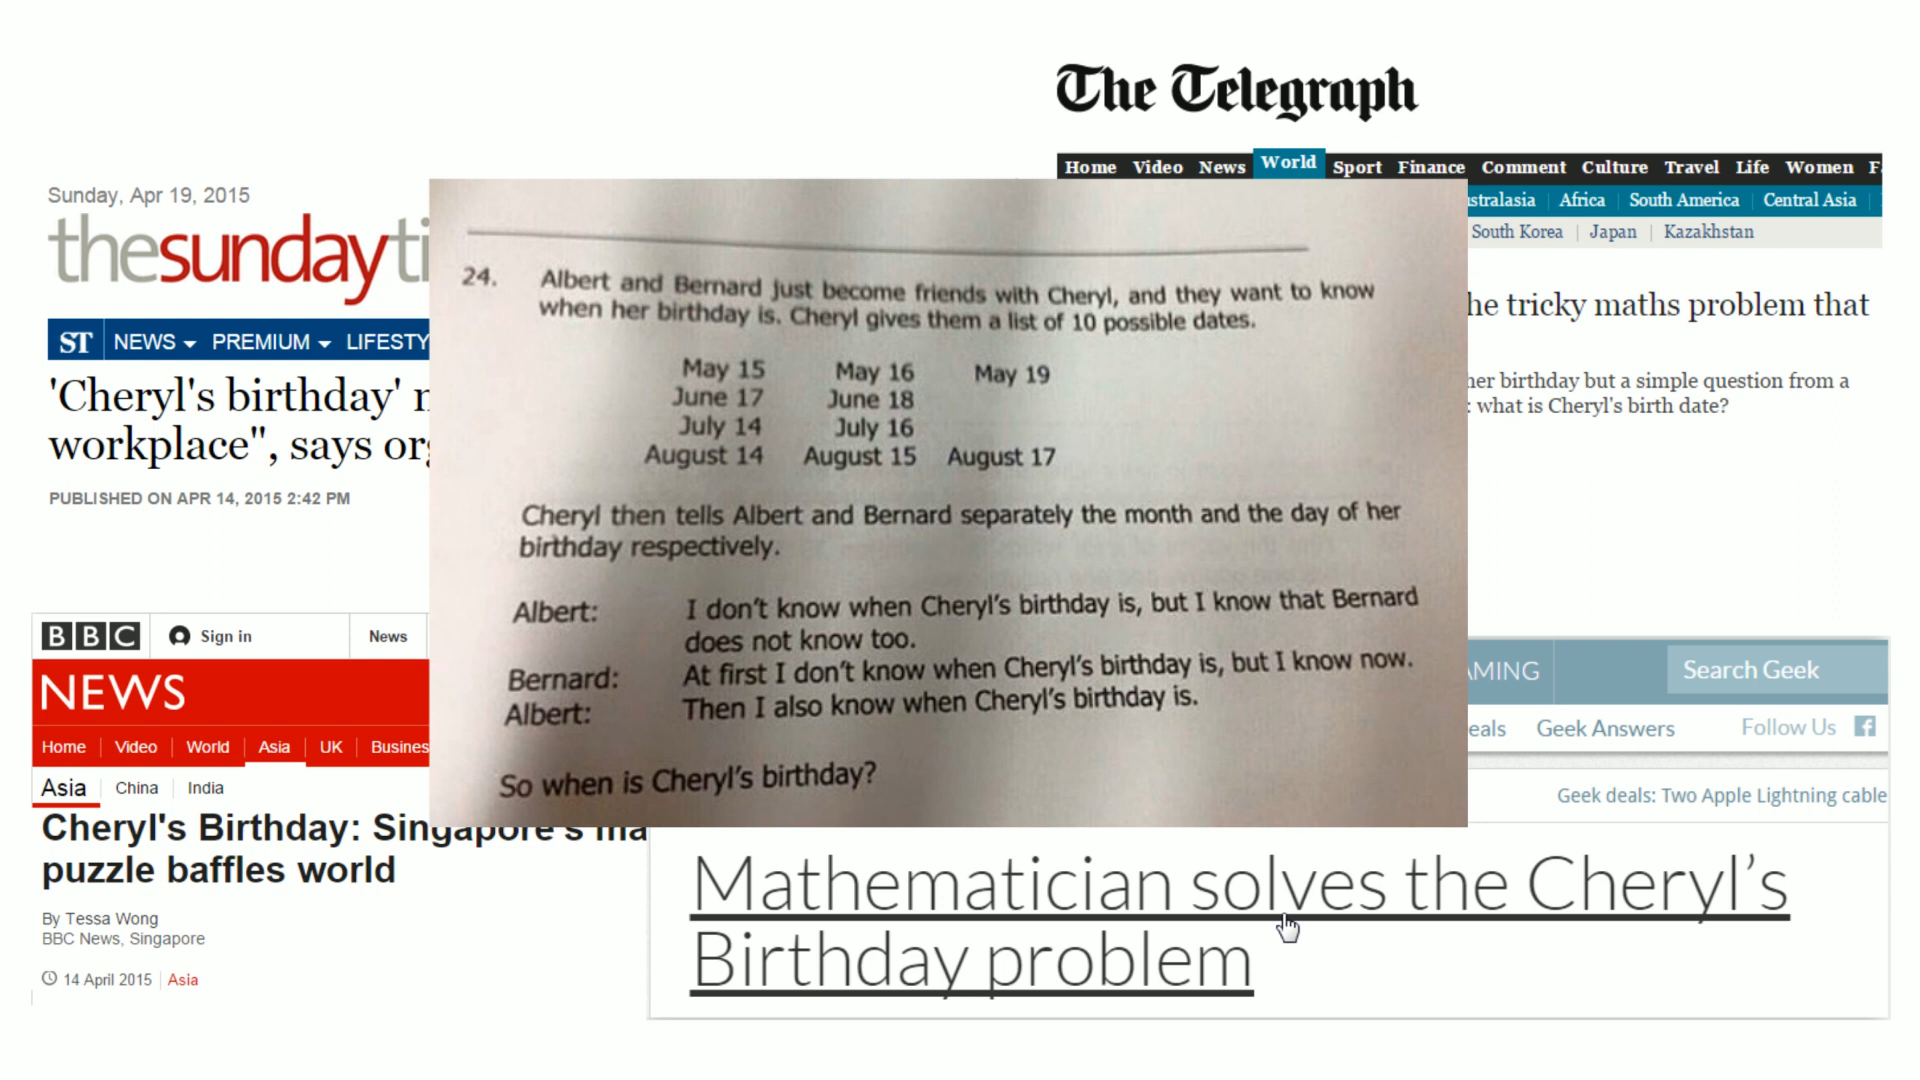 The Telegraph
Home Video News World Sport Finance Comment Culture Travel Life Women
Africa South America Central Asia
South Korea Japan Kazakhstan
tricky maths problem that
birthday but a simple question from a
: what is Cheryl's birth date?
Sunday, Apr 19, 2015
thesunday
ST NEWS PREMIUM
'Cheryl's birthday'
workplace", says
PUBLISHED ON APR 14, 2015 2:42 PM
24. Albert and Bernard just become friends with Cheryl, and they want to know
when her birthday is. Cheryl gives them a list of 10 possible dates.
May 15 May 16 May 19
June 17 June 18
July 14 July 16
August 14 August 15 August 17
Cheryl then tells Albert and Bernard separately the month and the day of her
birthday respectively.
Albert: I don't know when Cheryl's birthday is, but I know that Bernard
does not know too.
Bernard: At first I don't know when Cheryl's birthday is, but I know now.
Albert: Then I also know when Cheryl's birthday is.
So when is Cheryl's birthday?
BBC Sign in News
NEWS
Home Video World Asia UK
Asia China India
Cheryl's Birthday: Singapore's
puzzle baffles world
By Tessa Wong
BBC News, Singapore
14 April 2015 Asia
Search Geek
Geek Answers Follow Us
Geek deals: Two Apple Lightning cable
Mathematician solves the Cheryl's
Birthday problem